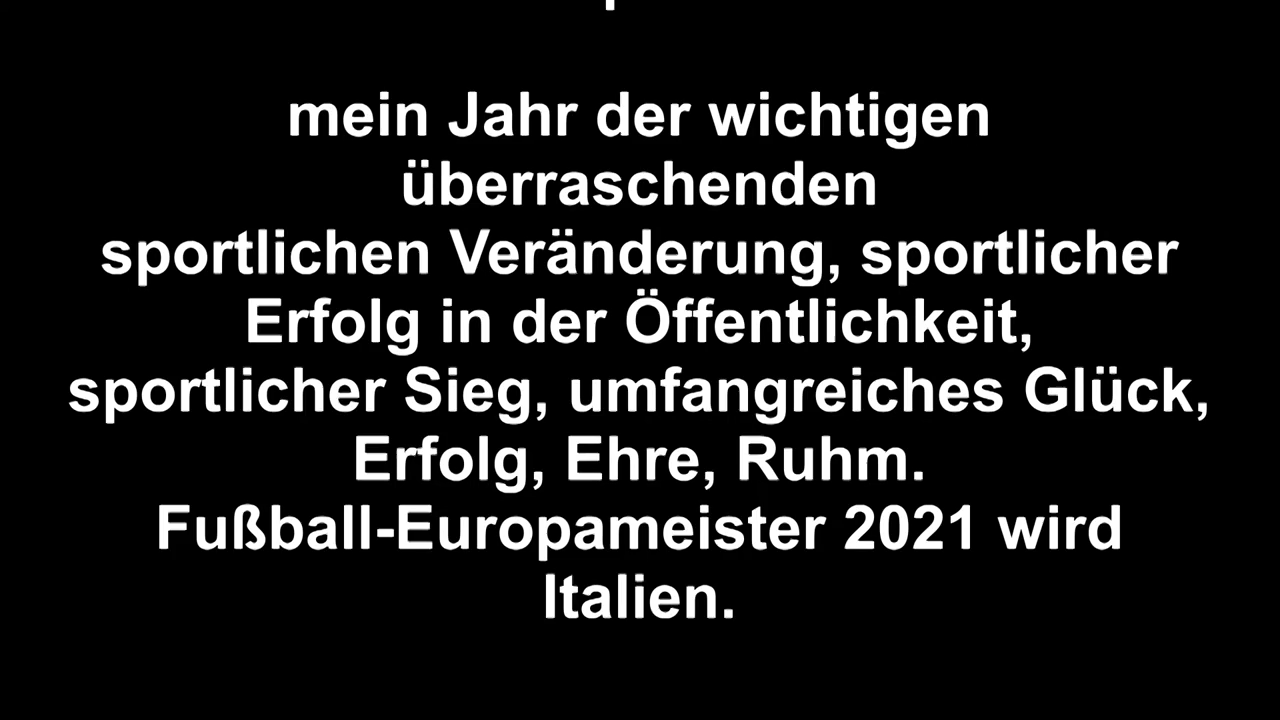 mein Jahr der wichtigen
überraschenden
sportlichen Veränderung, sportlicher
Erfolg in der Öffentlichkeit,
sportlicher Sieg, umfangreiches Glück,
Erfolg, Ehre, Ruhm.
Fußball-Europameister 2021 wird
Italien.